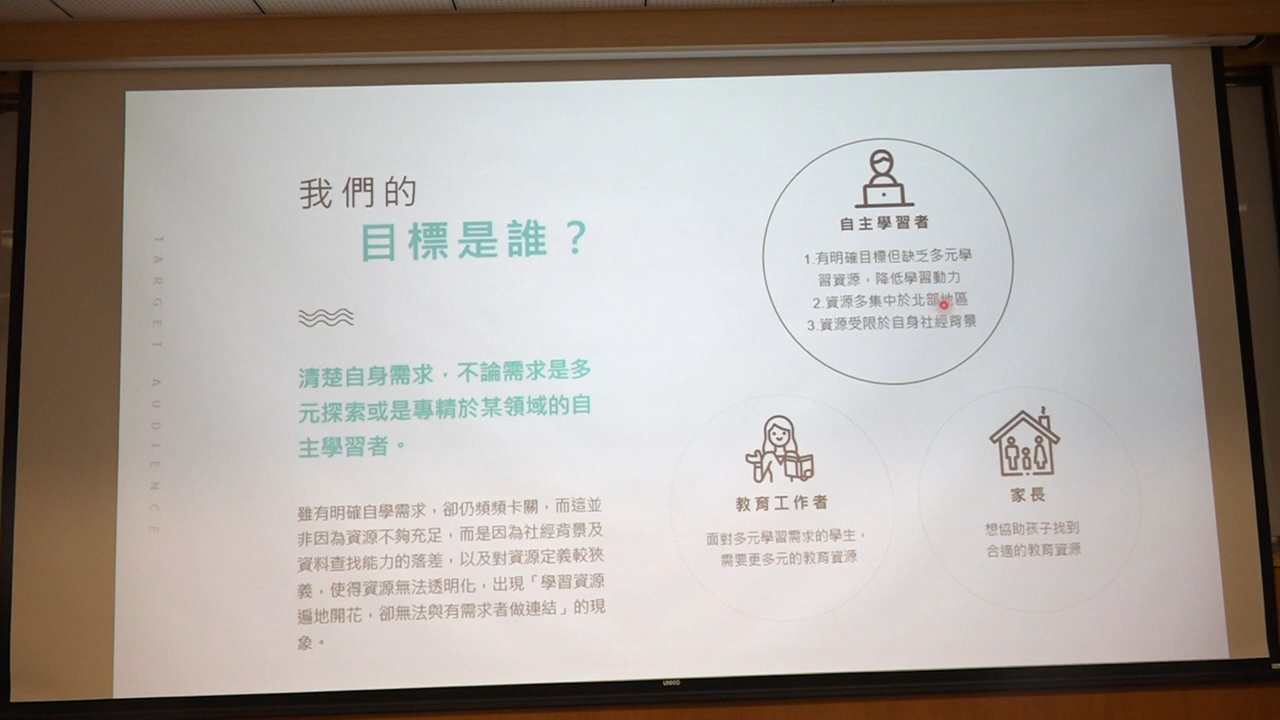 我們的
目標是誰？
TARGET AUDIENCE
清楚自身需求，不論需求是多
元探索或是專精於某領域的自
主學習者。
雖有明確自學需求，卻仍頻頻卡關，而這並
非因為資源不夠充足，而是因為社經背景及
資料查找能力的落差，以及對資源定義較狹
義，使得資源無法透明化，出現「學習資源
遍地開花，卻無法與有需求者做連結」的現
象。
自主學習者
1.有明確目標但缺乏多元學
習資源，降低學習動力
2.資源多集中於北部地區
3.資源受限於自身社經背景
教育工作者
面對多元學習需求的學生，
需要更多元的教育資源
家長
想協助孩子找到
合適的教育資源